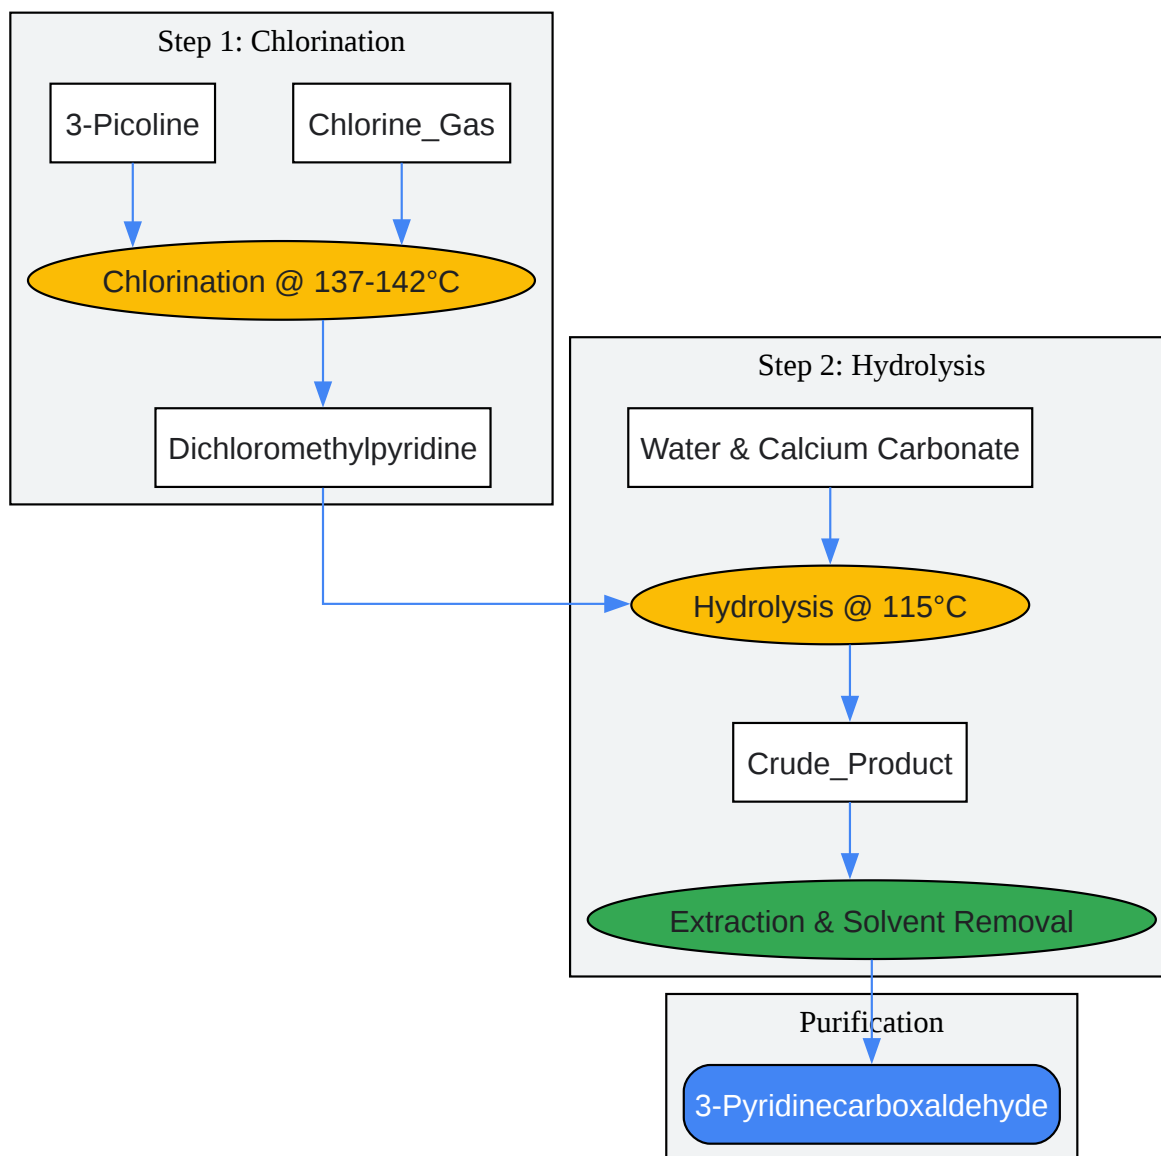 Step 1: Chlorination
3-Picoline
Chlorine_Gas
Chlorination @ 137-142°C
Dichloromethylpyridine
Step 2: Hydrolysis
Water & Calcium Carbonate
Hydrolysis @ 115°C
Crude_Product
Extraction & Solvent Removal
Purification
3-Pyridinecarboxaldehyde